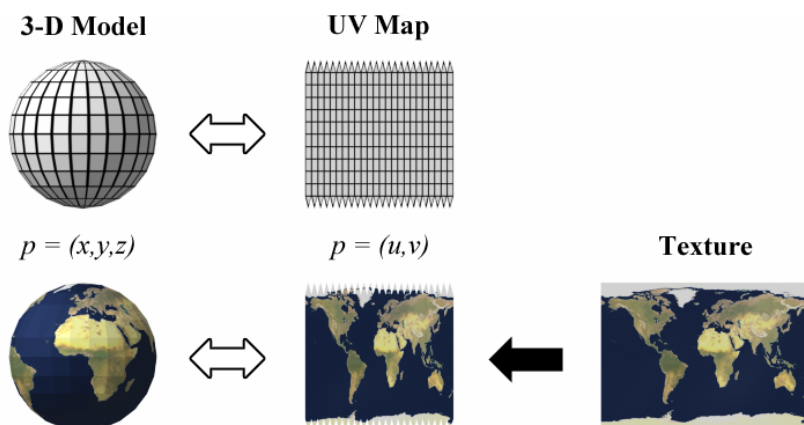 3-D Model
UV Map
p = (x,y,z)
p = (u,v)
Texture